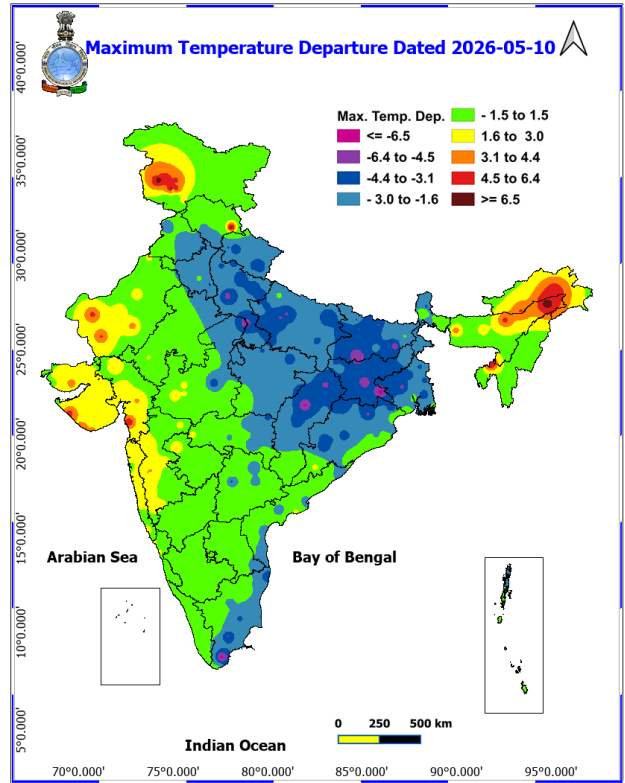 Maximum Temperature Departure Dated 2026-05-10
Max. Temp. Dep.
<= -6.5
-6.4 to -4.5
-4.4 to -3.1
- 3.0 to -1.6
- 1.5 to 1.5
1.6 to 3.0
3.1 to 4.4
4.5 to 6.4
>= 6.5
40°0.000'
35°0.000'
30°0.000'
25°0.000'
20°0.000'
15°0.000'
10°0.000'
5°0.000'
Arabian Sea
Bay of Bengal
Indian Ocean
0 250 500 km
70°0.000' 75°0.000' 80°0.000' 85°0.000' 90°0.000' 95°0.000'